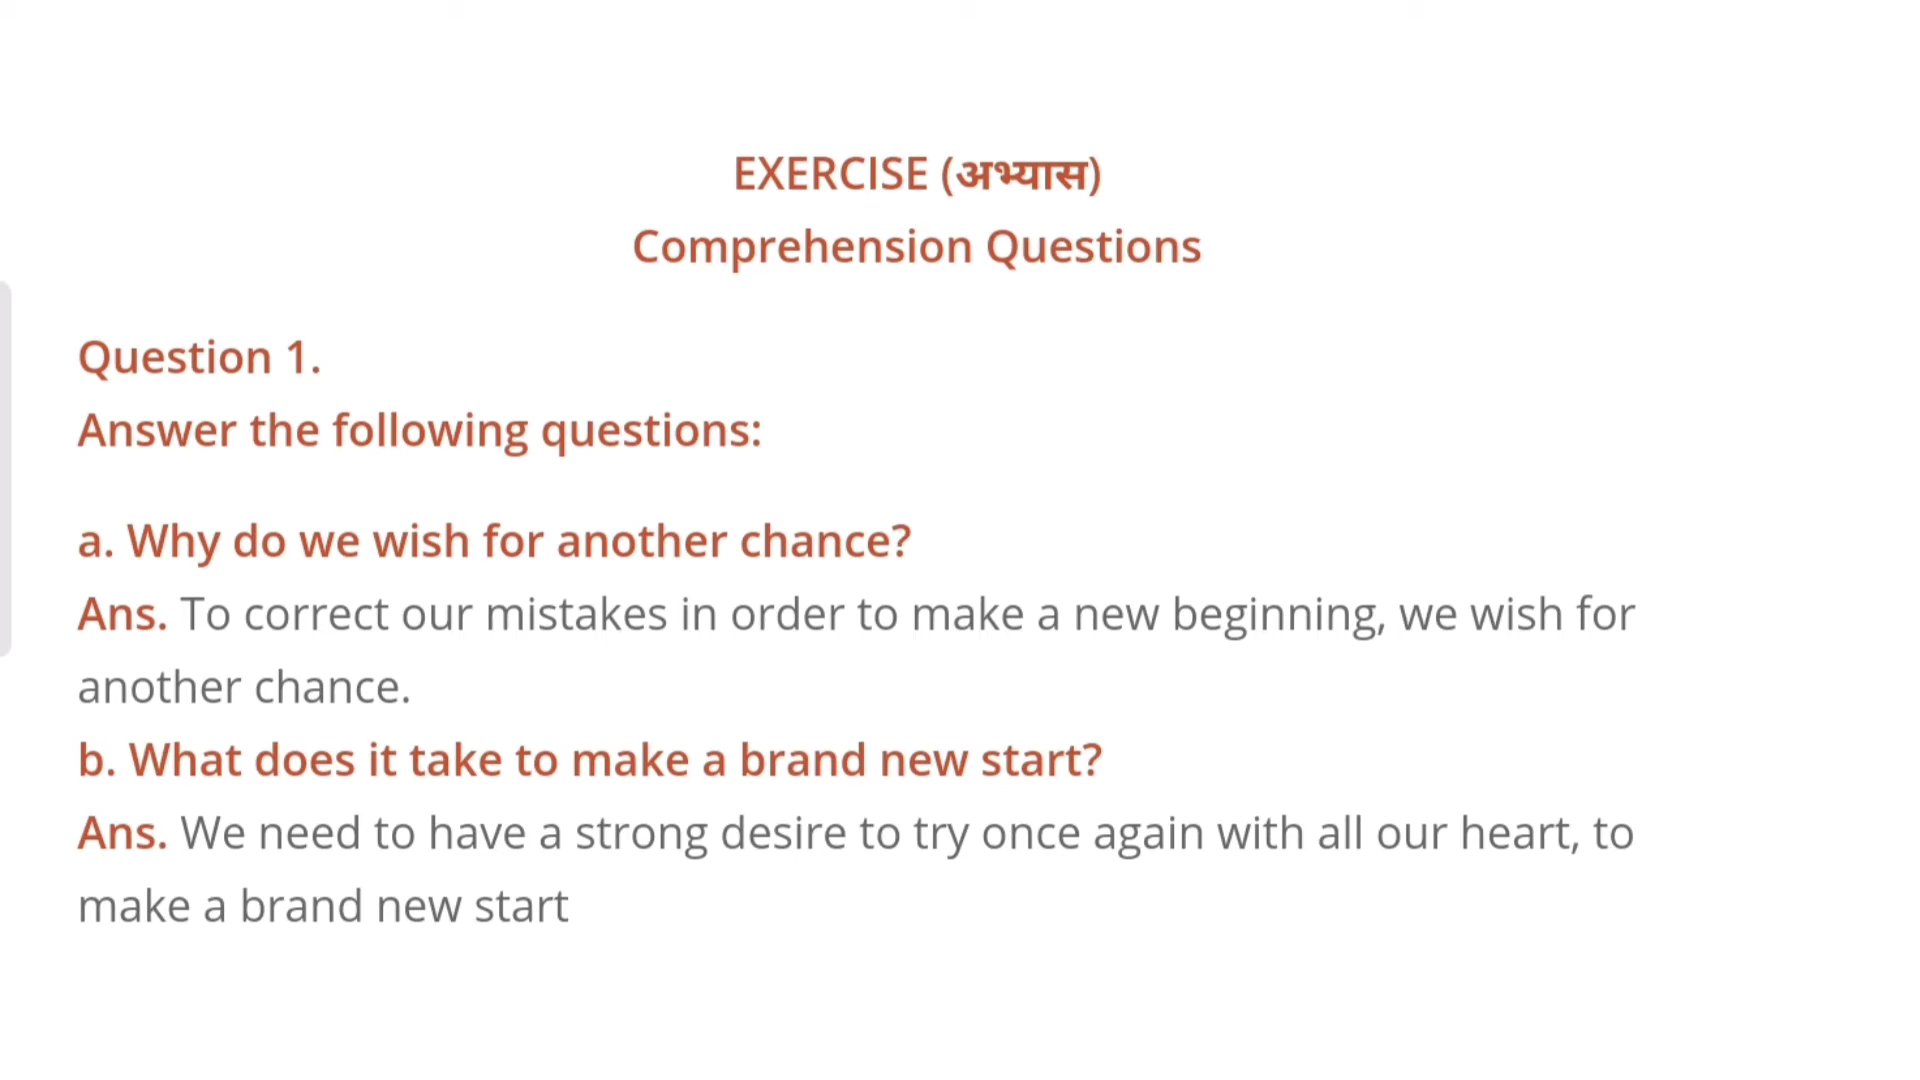 EXERCISE (अभ्यास)
Comprehension Questions
Question 1.
Answer the following questions:
a. Why do we wish for another chance?
Ans. To correct our mistakes in order to make a new beginning, we wish for
another chance.
b. What does it take to make a brand new start?
Ans. We need to have a strong desire to try once again with all our heart, to
make a brand new start